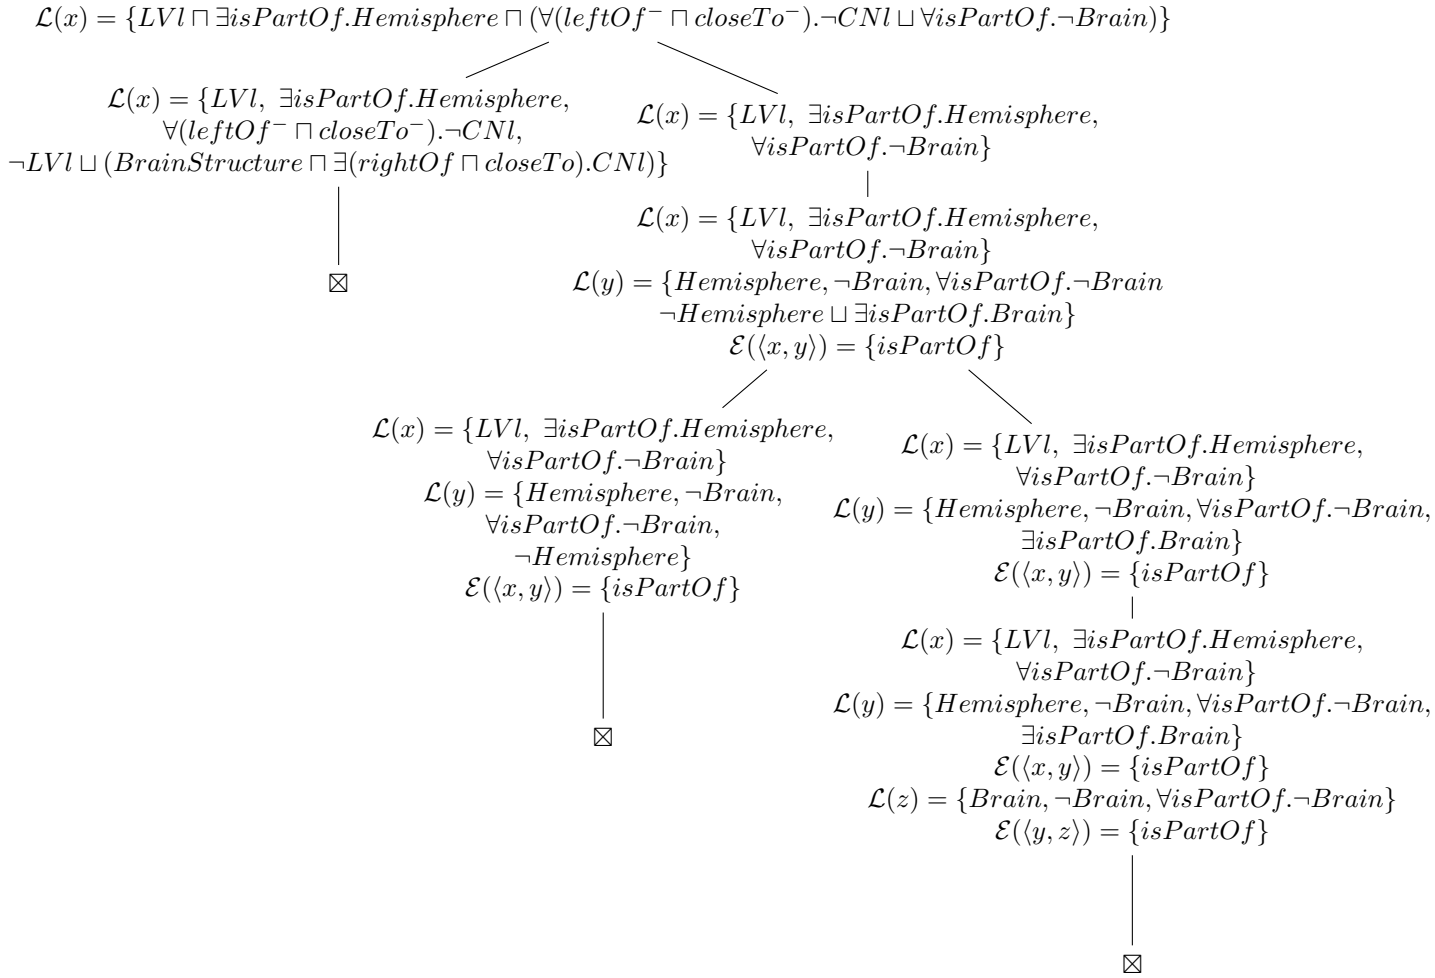 ℒ(x) = {LVl ⊓ ∃isPartOf.Hemisphere ⊓ (∀(leftOf⁻ ⊓ closeTo⁻).¬CNl ⊔ ∀isPartOf.¬Brain)}
ℒ(x) = {LVl, ∃isPartOf.Hemisphere,
∀(leftOf⁻ ⊓ closeTo⁻).¬CNl,
¬LVl ⊔ (BrainStructure ⊓ ∃(rightOf ⊓ closeTo).CNl)}
⊠
ℒ(x) = {LVl, ∃isPartOf.Hemisphere,
∀isPartOf.¬Brain}
ℒ(x) = {LVl, ∃isPartOf.Hemisphere,
∀isPartOf.¬Brain}
ℒ(y) = {Hemisphere, ¬Brain, ∀isPartOf.¬Brain
¬Hemisphere ⊔ ∃isPartOf.Brain}
ℰ(⟨x, y⟩) = {isPartOf}
ℒ(x) = {LVl, ∃isPartOf.Hemisphere,
∀isPartOf.¬Brain}
ℒ(y) = {Hemisphere, ¬Brain,
∀isPartOf.¬Brain,
¬Hemisphere}
ℰ(⟨x, y⟩) = {isPartOf}
⊠
ℒ(x) = {LVl, ∃isPartOf.Hemisphere,
∀isPartOf.¬Brain}
ℒ(y) = {Hemisphere, ¬Brain, ∀isPartOf.¬Brain,
∃isPartOf.Brain}
ℰ(⟨x, y⟩) = {isPartOf}
ℒ(x) = {LVl, ∃isPartOf.Hemisphere,
∀isPartOf.¬Brain}
ℒ(y) = {Hemisphere, ¬Brain, ∀isPartOf.¬Brain,
∃isPartOf.Brain}
ℰ(⟨x, y⟩) = {isPartOf}
ℒ(z) = {Brain, ¬Brain, ∀isPartOf.¬Brain}
ℰ(⟨y, z⟩) = {isPartOf}
⊠